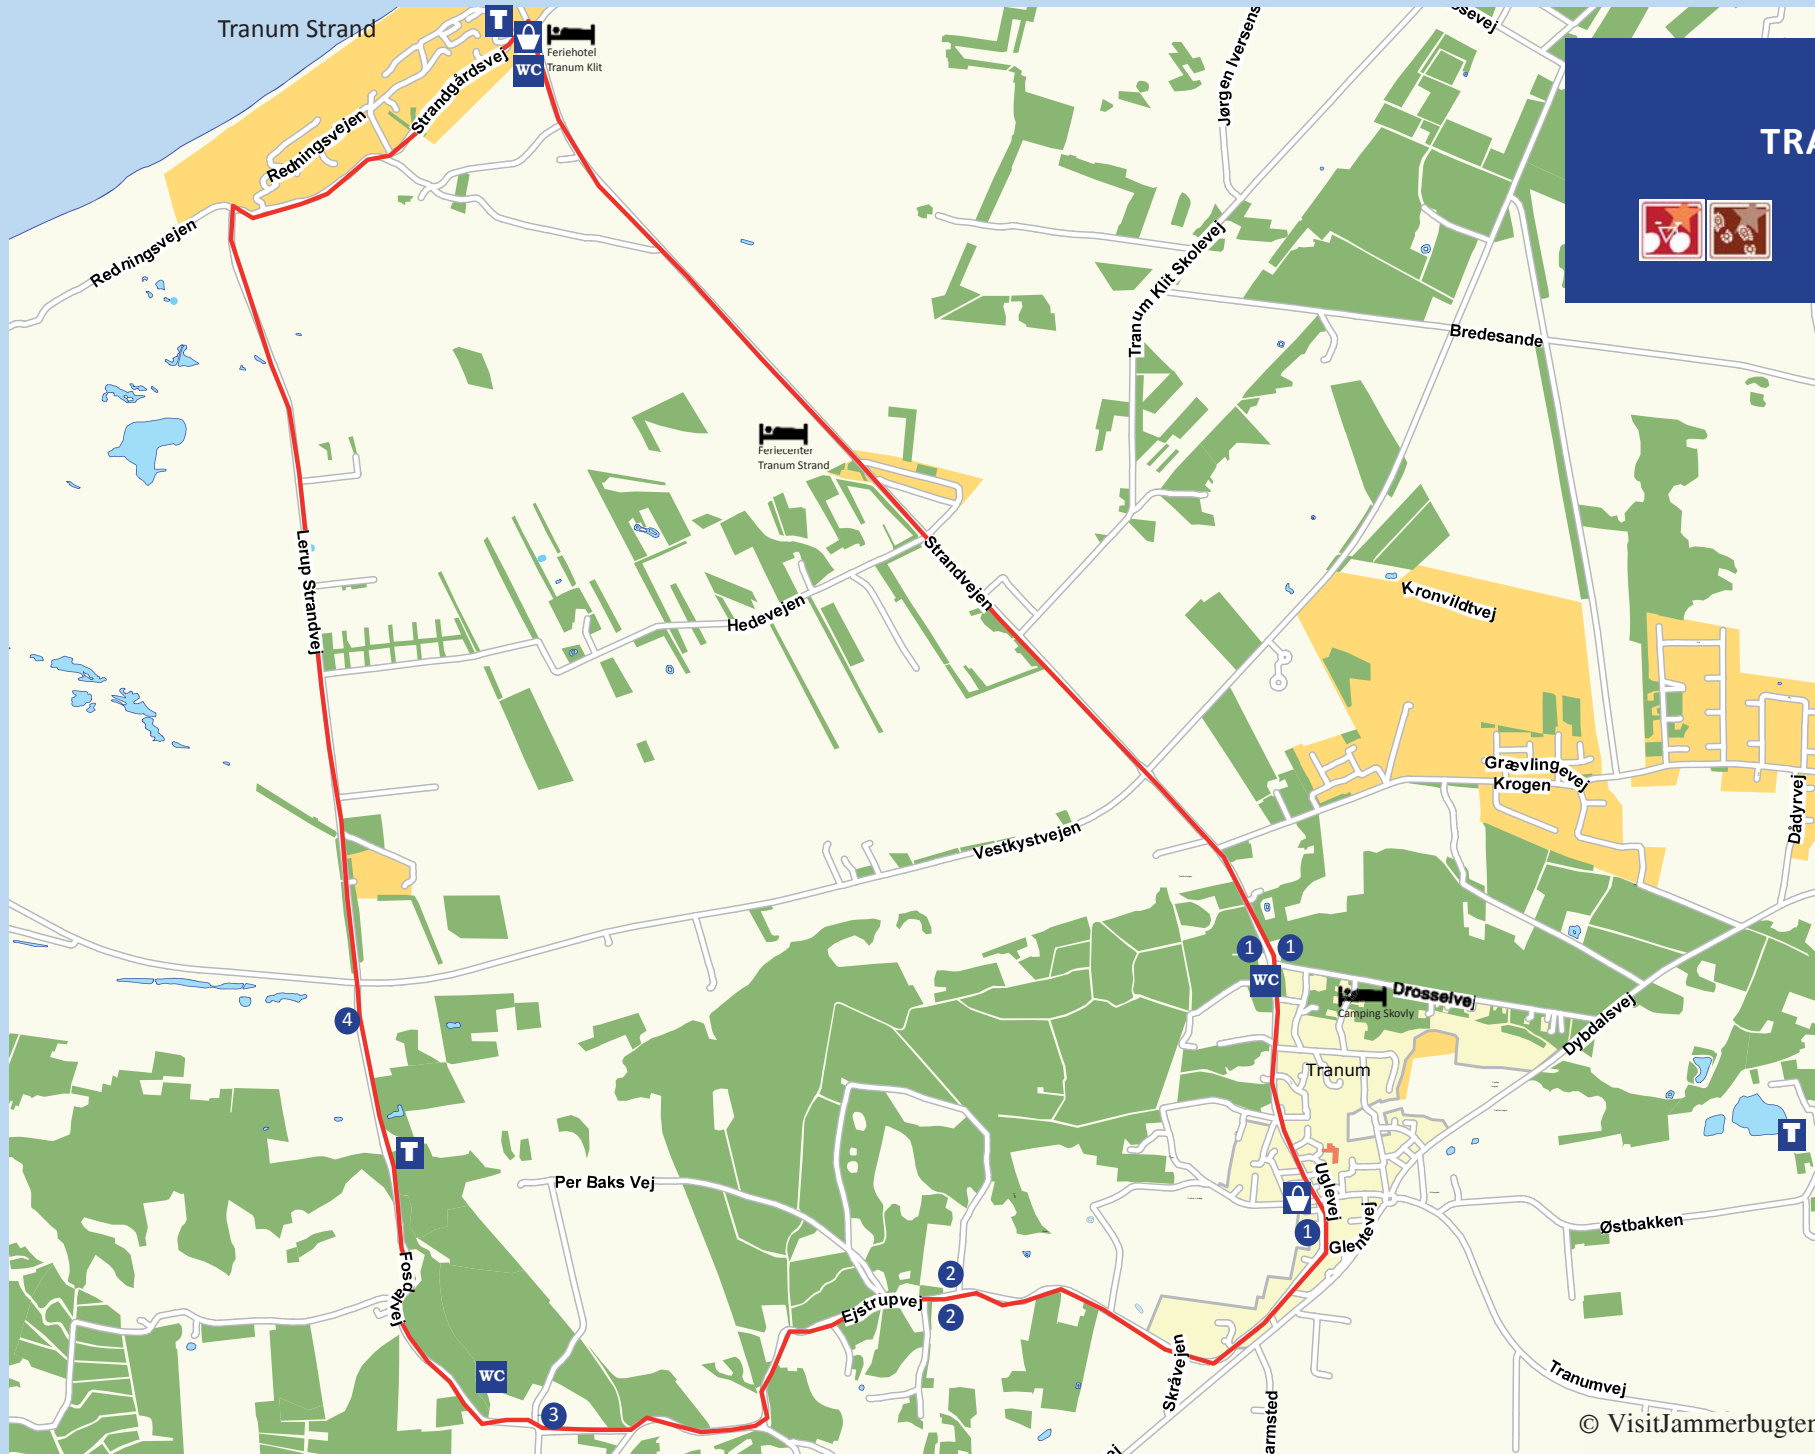 Tranum Strand
T
WC
Feriehotel
Tranum Klit
Strandgårdsvej
Redningsvejen
Redningsvejen
Jørgen Iversens
TRA
Tranum Klit Skolevej
Bredesande
Feriecenter
Tranum Strand
Lerup Strandvej
Strandvejen
Hedevejen
Kronvildtvej
Grævlingevej
Krogen
Dådyrvej
Vestkystvejen
1
1
WC
Drosselvej
Camping Skovly
Dybdalsvej
4
Tranum
T
T
Per Baks Vej
Uglevej
1
Glentevej
Østbakken
Fosdalvej
2
Ejstrupvej
2
Skråvejen
WC
3
Tranumvej
armsted
© VisitJammerbugten